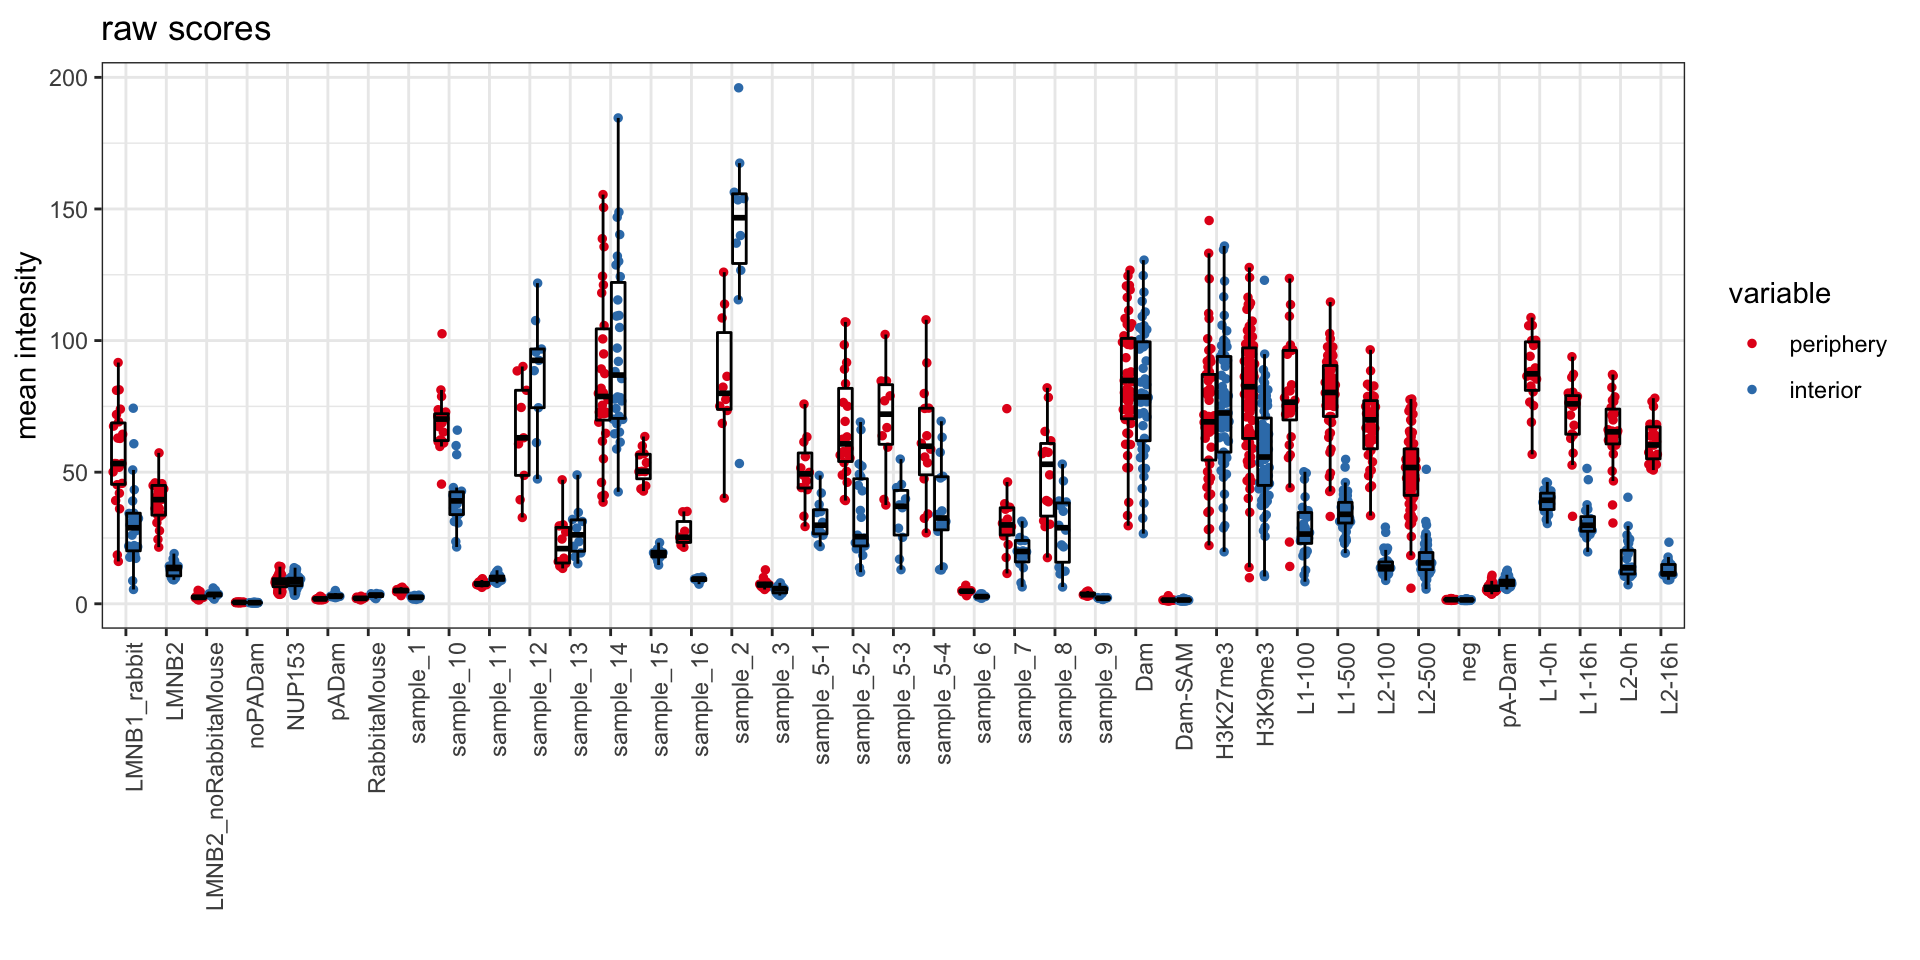 raw scores
mean intensity
200
150
100
50
0
LMNB1_rabbit
LMNB2
LMNB2_noRabbitaMouse
noPADam
NUP153
pADam
RabbitaMouse
sample_1
sample_10
sample_11
sample_12
sample_13
sample_14
sample_15
sample_16
sample_2
sample_3
sample_5-1
sample_5-2
sample_5-3
sample_5-4
sample_6
sample_7
sample_8
sample_9
Dam
Dam-SAM
H3K27me3
H3K9me3
L1-100
L1-500
L2-100
L2-500
neg
pA-Dam
L1-0h
L1-16h
L2-0h
L2-16h
variable
periphery
interior